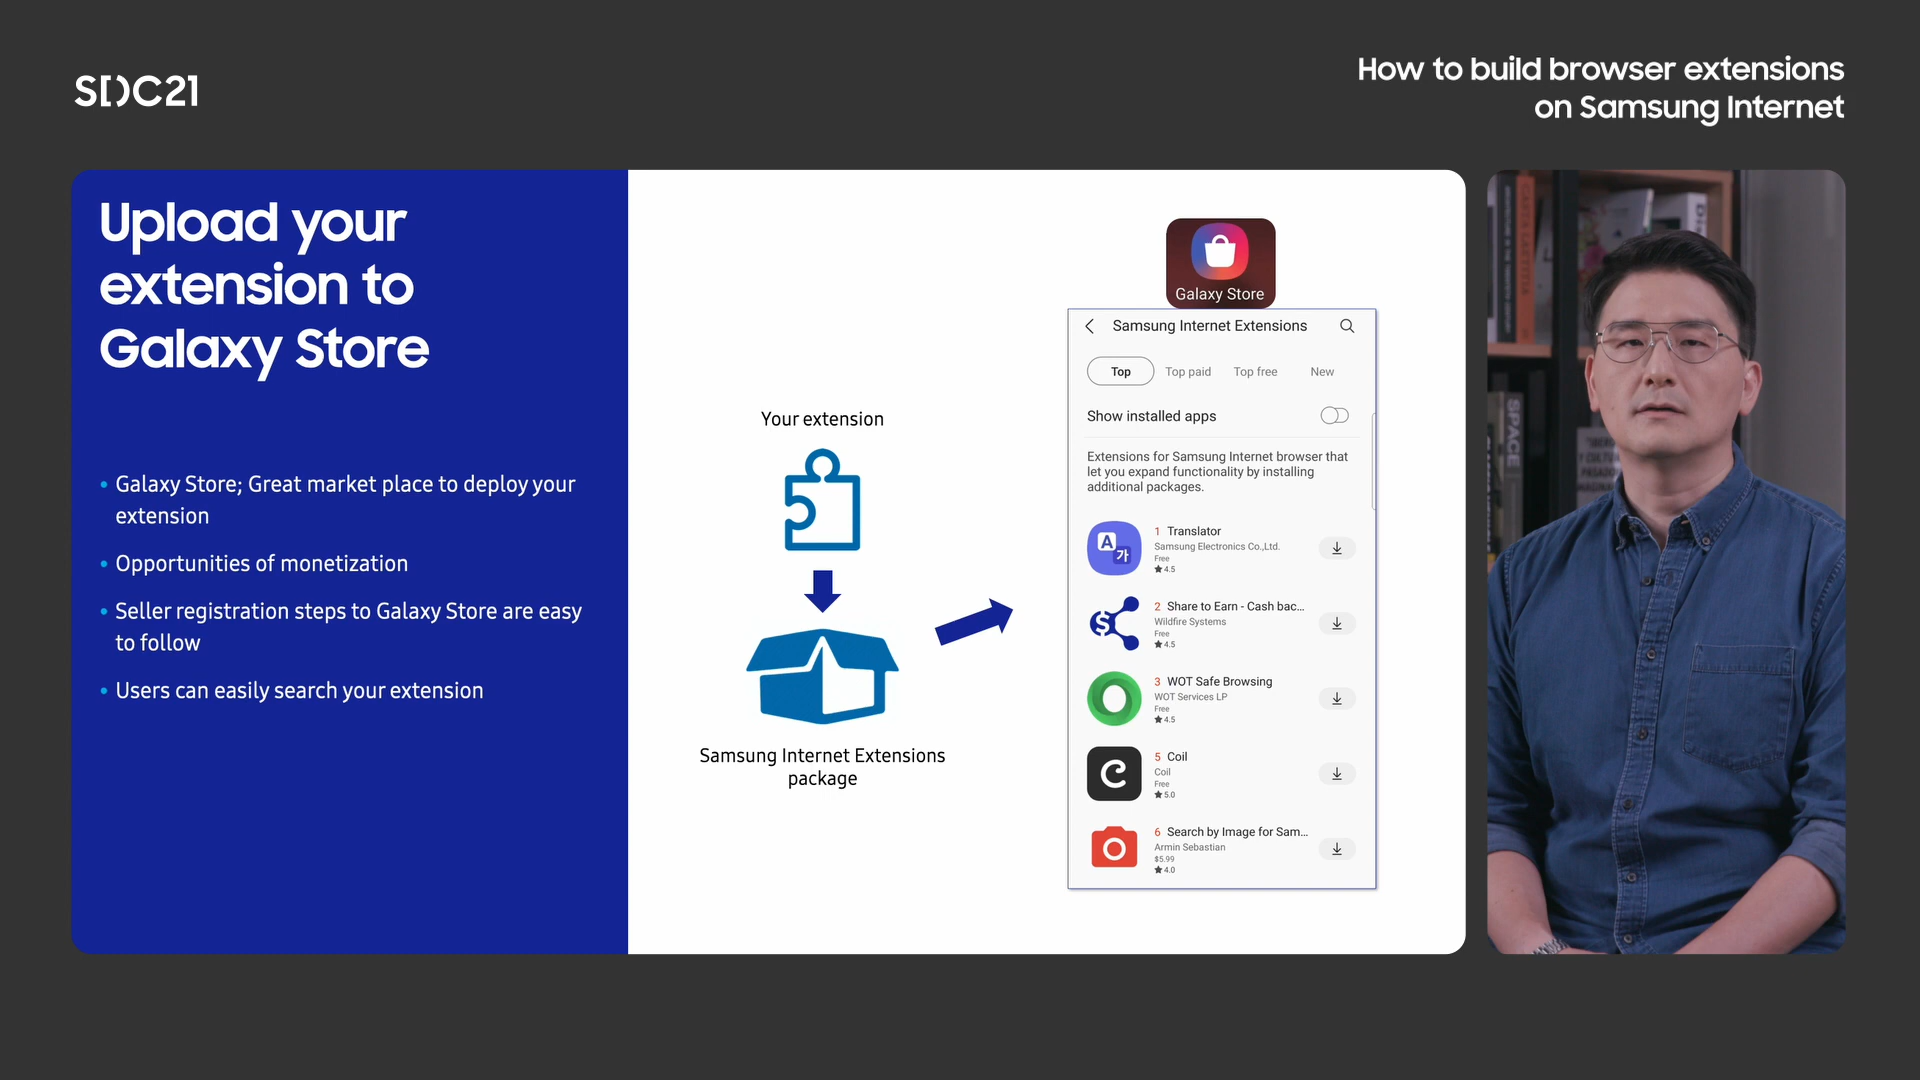 SDC21
How to build browser extensions
on Samsung Internet
Upload your
extension to
Galaxy Store
• Galaxy Store; Great market place to deploy your
extension
• Opportunities of monetization
• Seller registration steps to Galaxy Store are easy
to follow
• Users can easily search your extension
Your extension
Samsung Internet Extensions
package
Galaxy Store
Samsung Internet Extensions
Top Top paid Top free New
Show installed apps
Extensions for Samsung Internet browser that
let you expand functionality by installing
additional packages.
A 가
1 Translator
Samsung Electronics Co.,Ltd.
Free
★ 4.5
$
2 Share to Earn - Cash bac...
Wildfire Systems
Free
★ 4.5
3 WOT Safe Browsing
WOT Services LP
Free
★ 4.5
C
5 Coil
Coil
Free
★ 5.0
6 Search by Image for Sam...
Armin Sebastian
$5.99
★ 4.0
SPACE